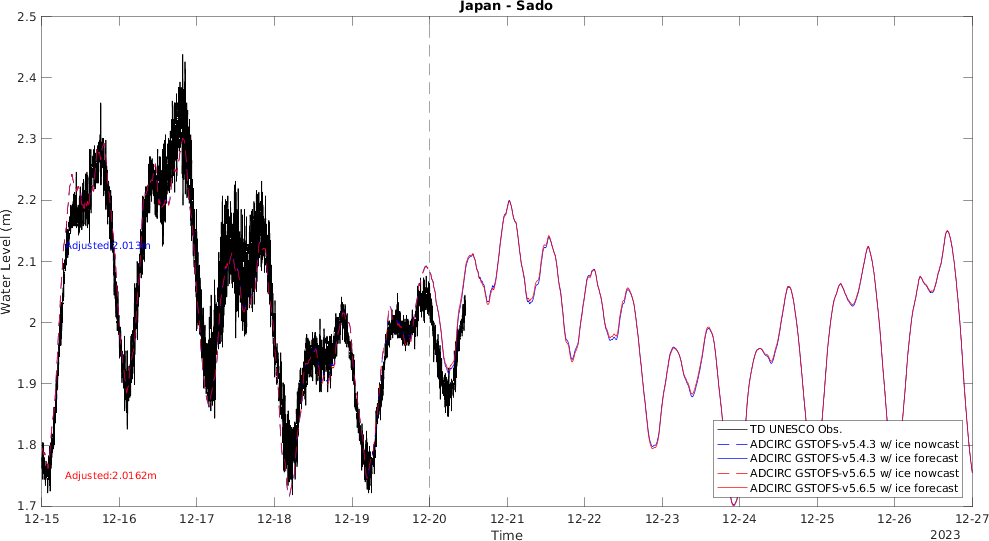 Japan - Sado
2.5
2.4
2.3
2.2
2.1
2
1.9
1.8
1.7
Water Level (m)
Adjusted:2.013m
Adjusted:2.0162m
TD UNESCO Obs.
ADCIRC GSTOFS-v5.4.3 w/ ice nowcast
ADCIRC GSTOFS-v5.4.3 w/ ice forecast
ADCIRC GSTOFS-v5.6.5 w/ ice nowcast
ADCIRC GSTOFS-v5.6.5 w/ ice forecast
12-15 12-16 12-17 12-18 12-19 12-20 12-21 12-22 12-23 12-24 12-25 12-26 12-27
Time
2023